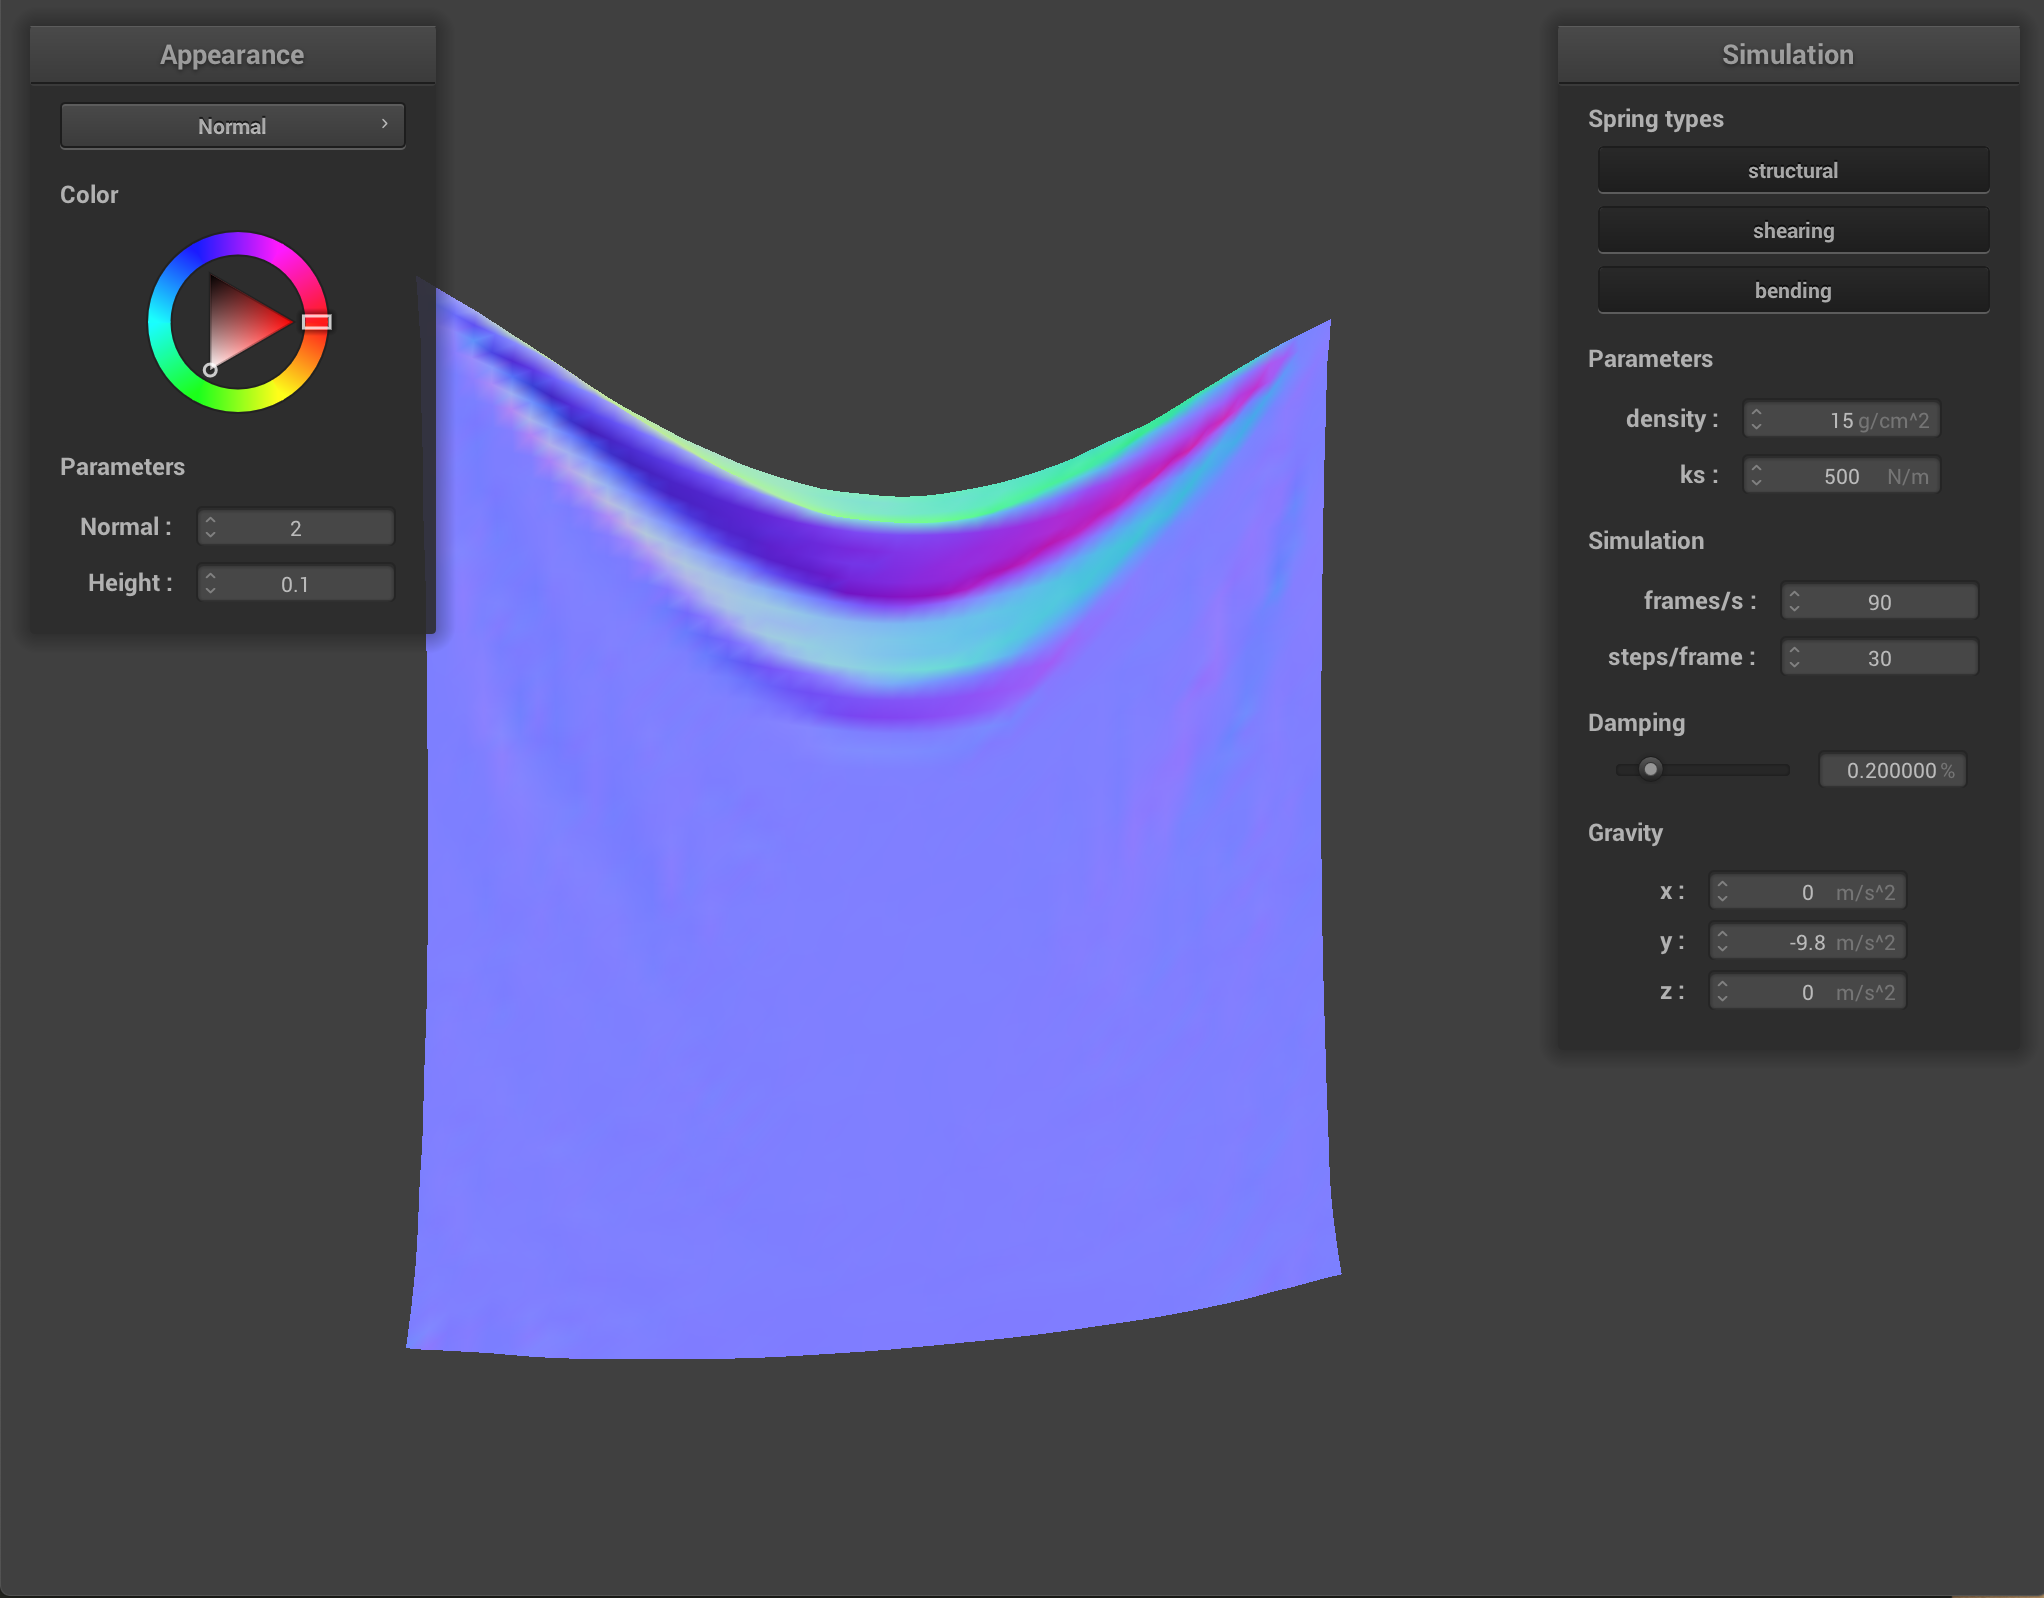 Appearance
Normal
Color
Parameters
Normal : 2
Height : 0.1
Simulation
Spring types
structural
shearing
bending
Parameters
density : 15 g/cm^2
ks : 500 N/m
Simulation
frames/s : 90
steps/frame : 30
Damping
0.200000 %
Gravity
x : 0 m/s^2
y : -9.8 m/s^2
z : 0 m/s^2